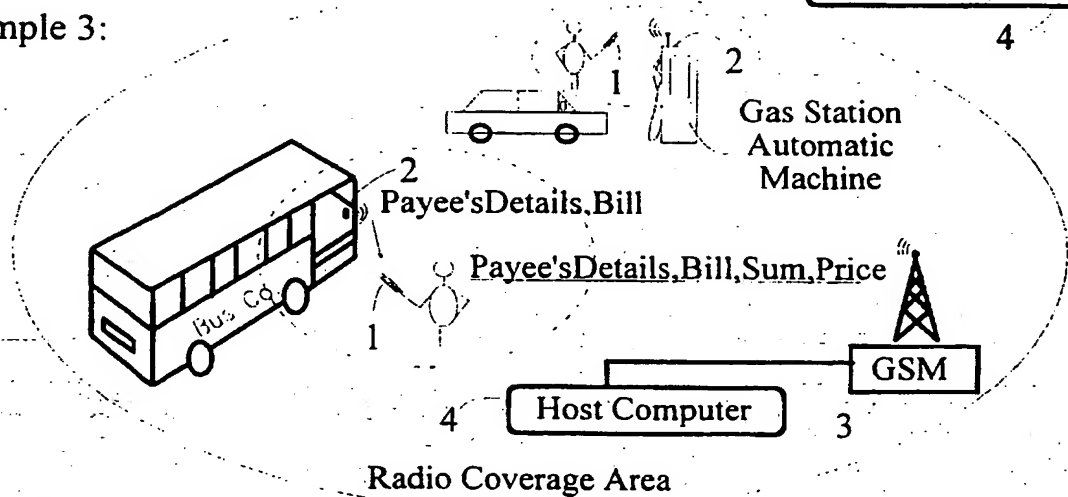 mple 3:
4
1
2
Gas Station
Automatic
Machine
2
Payee'sDetails,Bill
Bus Co
Payee'sDetails,Bill,Sum,Price
1
GSM
4
Host Computer
3
Radio Coverage Area